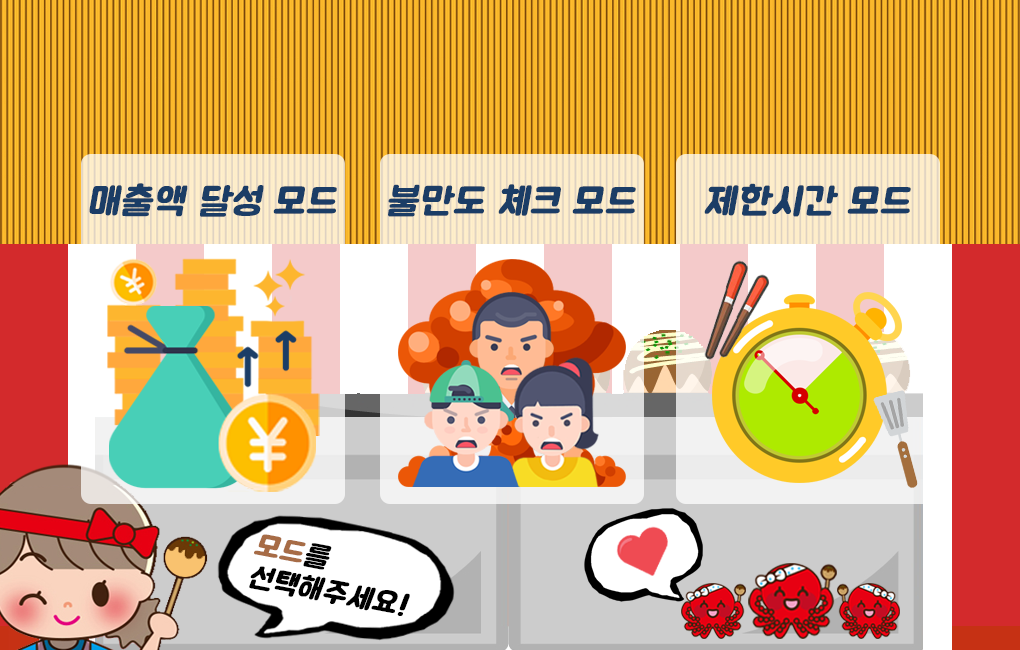 매출액 달성 모드
불만도 체크 모드
제한시간 모드
¥
¥
모드를
선택해주세요!